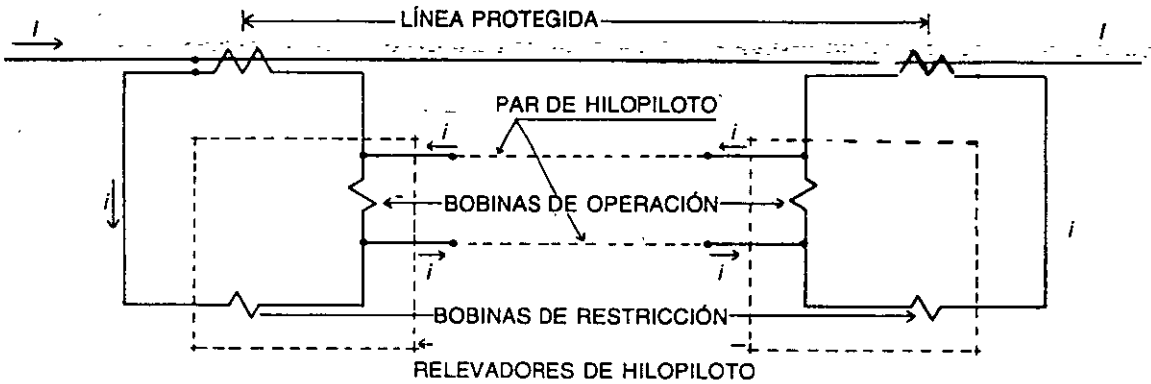 LÍNEA PROTEGIDA
I
I
PAR DE HILOPILOTO
i
i
i
BOBINAS DE OPERACIÓN
i
i
i
BOBINAS DE RESTRICCIÓN
RELEVADORES DE HILOPILOTO